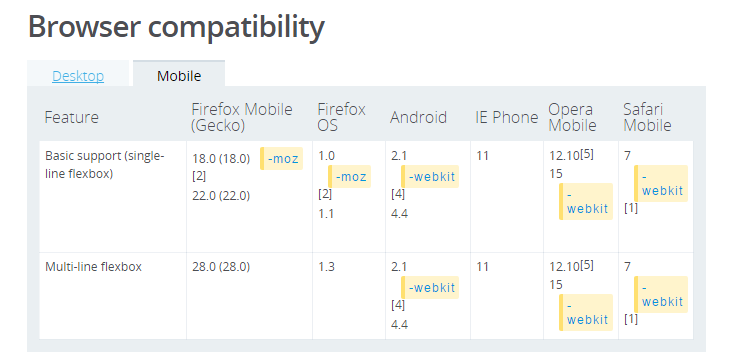 Browser compatibility
Desktop
Mobile
Feature
Firefox Mobile
(Gecko)
Firefox
OS
Android
IE Phone
Opera
Mobile
Safari
Mobile
Basic support (single-
line flexbox)
18.0 (18.0) -moz
[2]
22.0 (22.0)
1.0
-moz
[2]
1.1
2.1
-webkit
[4]
4.4
11
12.10[5]
15
-
webkit
7
-
webkit
[1]
Multi-line flexbox
28.0 (28.0)
1.3
2.1
-webkit
[4]
4.4
11
12.10[5]
15
-
webkit
7
-
webkit
[1]